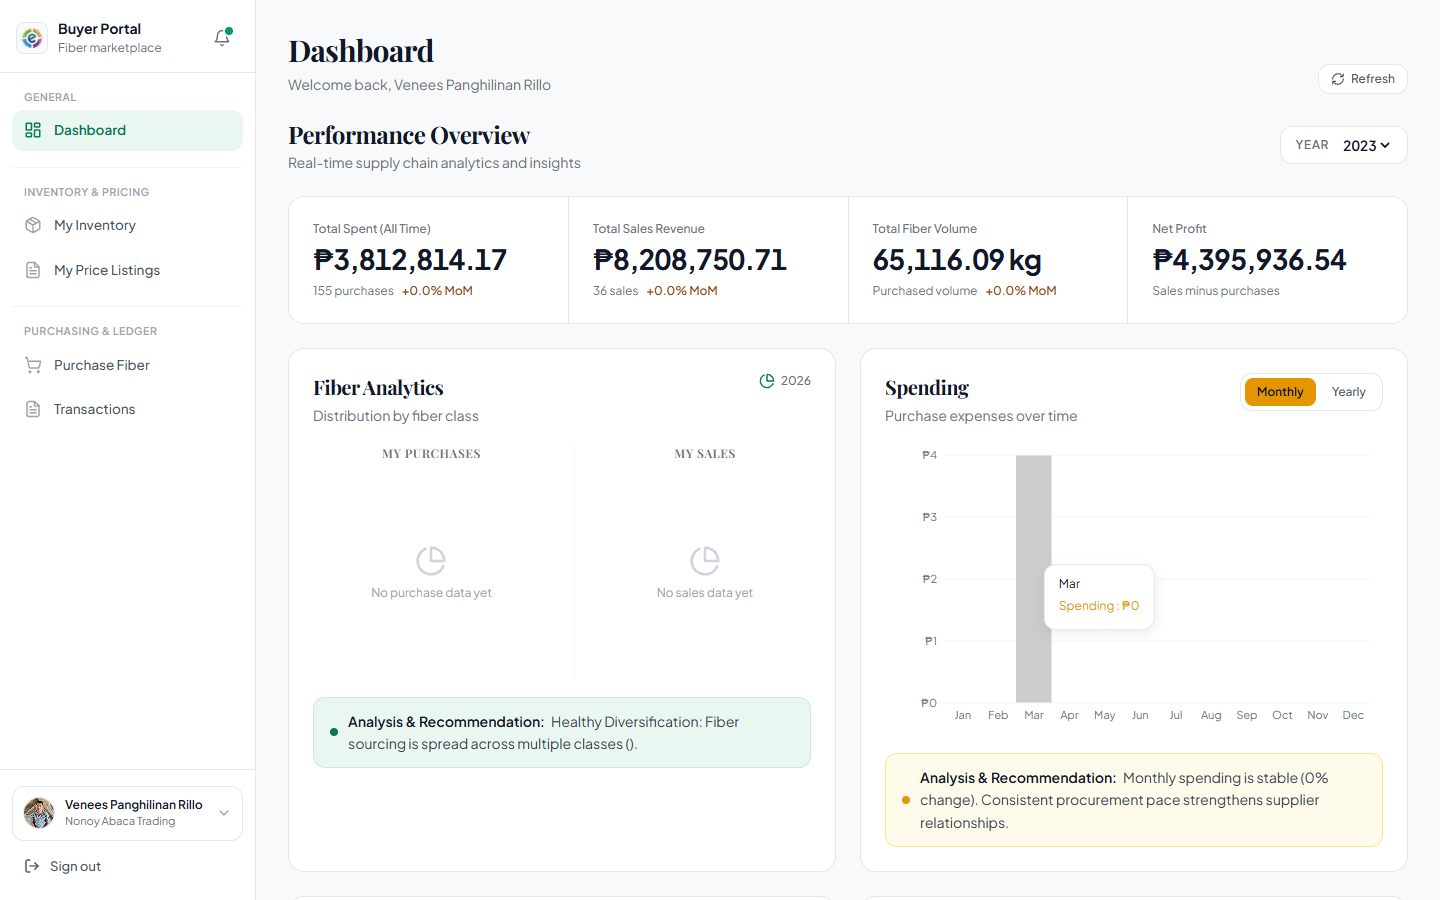 Buyer Portal
Fiber marketplace
GENERAL
Dashboard
INVENTORY & PRICING
My Inventory
My Price Listings
PURCHASING & LEDGER
Purchase Fiber
Transactions
Venees Panghilinan Rillo
Nonoy Abaca Trading
Sign out
Dashboard
Welcome back, Venees Panghilinan Rillo
Refresh
Performance Overview
Real-time supply chain analytics and insights
YEAR 2023
Total Spent (All Time)
₱3,812,814.17
155 purchases +0.0% MoM
Total Sales Revenue
₱8,208,750.71
36 sales +0.0% MoM
Total Fiber Volume
65,116.09 kg
Purchased volume +0.0% MoM
Net Profit
₱4,395,936.54
Sales minus purchases
Fiber Analytics
2026
Distribution by fiber class
MY PURCHASES
No purchase data yet
MY SALES
No sales data yet
Analysis & Recommendation: Healthy Diversification: Fiber
sourcing is spread across multiple classes ().
Spending
Purchase expenses over time
Monthly Yearly
₱4
₱3
₱2
₱1
₱0
Mar
Spending : ₱0
Jan Feb Mar Apr May Jun Jul Aug Sep Oct Nov Dec
Analysis & Recommendation: Monthly spending is stable (0%
change). Consistent procurement pace strengthens supplier
relationships.